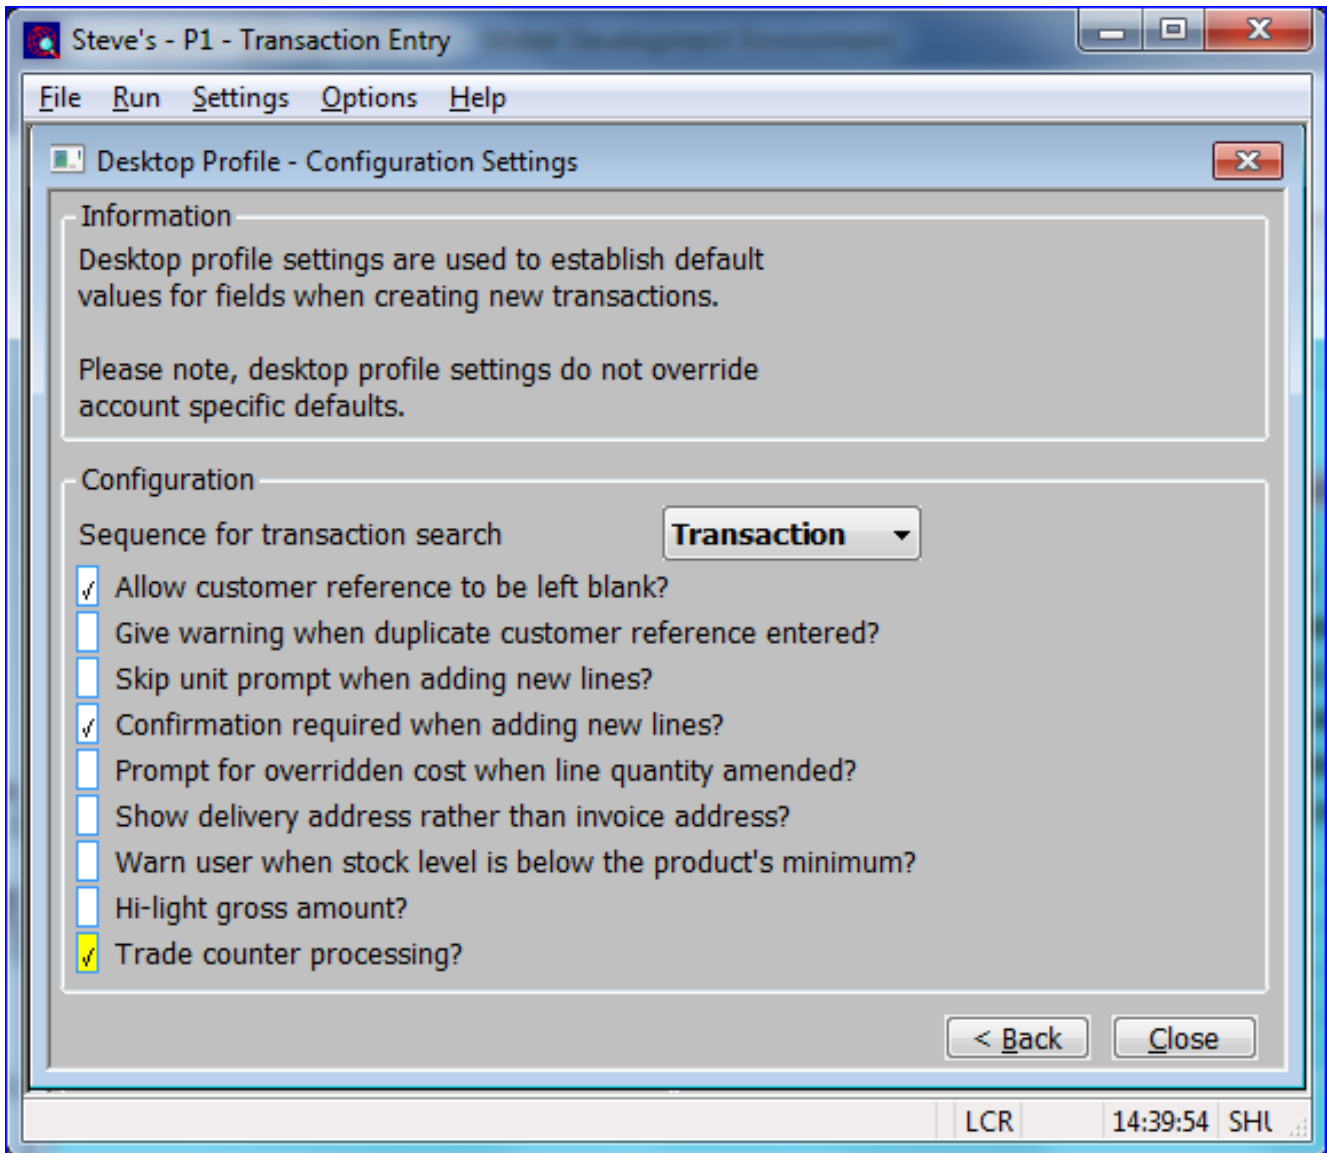 Steve's - P1 - Transaction Entry
File Run Settings Options Help
Desktop Profile - Configuration Settings
Information
Desktop profile settings are used to establish default
values for fields when creating new transactions.
Please note, desktop profile settings do not override
account specific defaults.
Configuration
Sequence for transaction search Transaction
Allow customer reference to be left blank?
Give warning when duplicate customer reference entered?
Skip unit prompt when adding new lines?
Confirmation required when adding new lines?
Prompt for overridden cost when line quantity amended?
Show delivery address rather than invoice address?
Warn user when stock level is below the product's minimum?
Hi-light gross amount?
Trade counter processing?
< Back Close
LCR 14:39:54